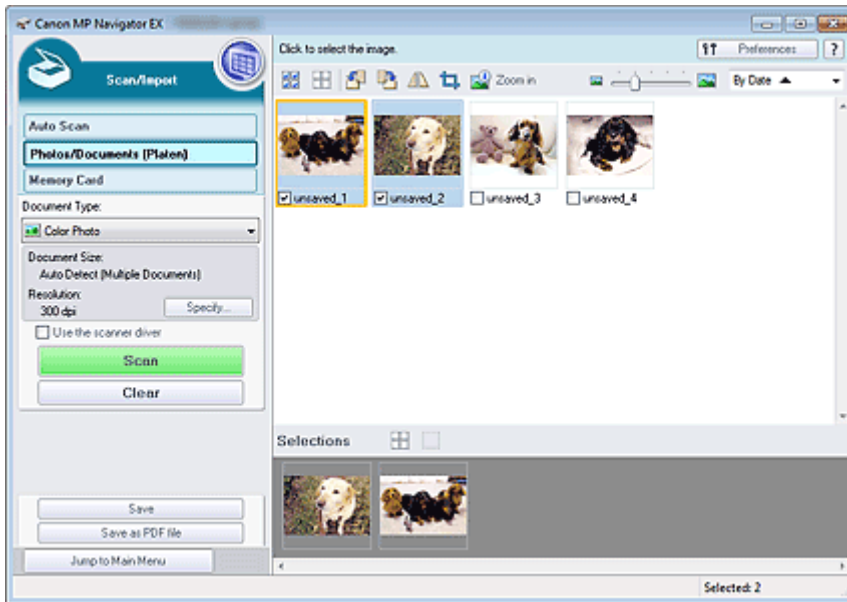 Canon MP Navigator EX
Scan/Import
Auto Scan
Photos/Documents (Platen)
Memory Card
Document Type:
Color Photo
Document Size:
Auto Detect (Multiple Documents)
Resolution:
300 dpi
Specify...
Use the scanner driver
Scan
Clear
Save
Save as PDF file
Jump to Main Menu
Click to select the image.
Preferences
?
Zoom in
By Date
unsaved_1
unsaved_2
unsaved_3
unsaved_4
Selections
Selected: 2